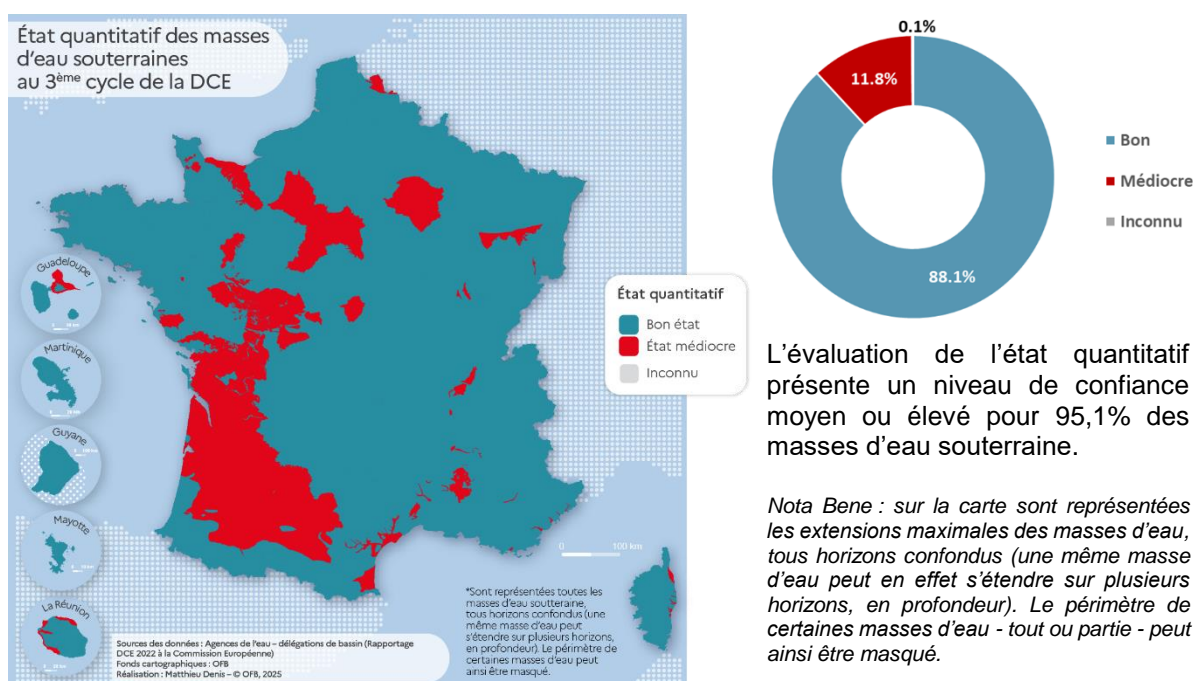 État quantitatif des masses
d'eau souterraines
au 3ème cycle de la DCE
Guadeloupe
Martinique
Guyane
Mayotte
La Réunion
État quantitatif
Bon état
État médiocre
Inconnu
0 100 km
*Sont représentées toutes les
masses d'eau soutteraine,
tous horizons confondus (une
même masse d'eau peut
s'étendre sur plusieurs horizons,
en profondeur). Le périmètre de
certaines masses d'eau peut
ainsi être masqué.
Sources des données : Agences de l'eau – délégations de bassin (Rapportage
DCE 2022 à la Commission Européenne)
Fonds cartographiques : OFB
Réalisation : Matthieu Denis – © OFB, 2025
0.1%
11.8%
88.1%
Bon
Médiocre
Inconnu
L'évaluation de l'état quantitatif
présente un niveau de confiance
moyen ou élevé pour 95,1% des
masses d'eau souterraine.
Nota Bene : sur la carte sont représentées
les extensions maximales des masses d'eau,
tous horizons confondus (une même masse
d'eau peut en effet s'étendre sur plusieurs
horizons, en profondeur). Le périmètre de
certaines masses d'eau - tout ou partie - peut
ainsi être masqué.